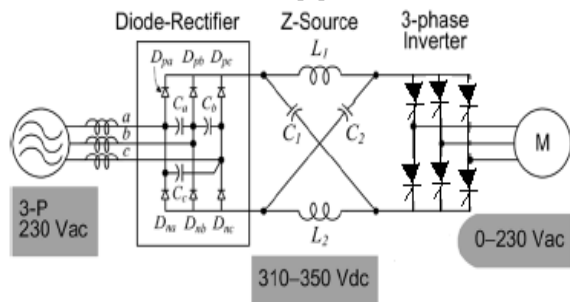 Diode-Rectifier Z-Source 3-phase
Inverter
Dpa Dpb Dpc
L1
a
b
c
Ca Cb
C1 C2
M
Cc
Dna Dnb Dnc
L2
3-P
230 Vac
310–350 Vdc
0–230 Vac